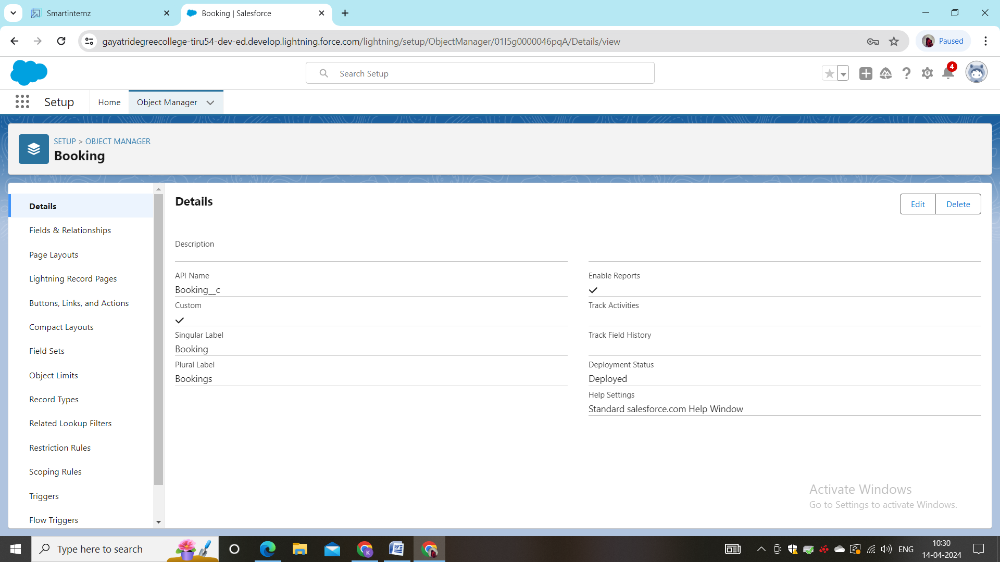 Smartinternz
Booking | Salesforce
gayatridegreecollege-tiru54-dev-ed.develop.lightning.force.com/lightning/setup/ObjectManager/01I5g0000046pqA/Details/view
Paused
Search Setup
4
Setup
Home
Object Manager
SETUP > OBJECT MANAGER
Booking
Details
Fields & Relationships
Page Layouts
Lightning Record Pages
Buttons, Links, and Actions
Compact Layouts
Field Sets
Object Limits
Record Types
Related Lookup Filters
Restriction Rules
Scoping Rules
Triggers
Flow Triggers
Details
Edit
Delete
Description
API Name
Booking__c
Custom
Singular Label
Booking
Plural Label
Bookings
Enable Reports
Track Activities
Track Field History
Deployment Status
Deployed
Help Settings
Standard salesforce.com Help Window
Activate Windows
Go to Settings to activate Windows.
Type here to search
K
W
ENG
10:30
14-04-2024